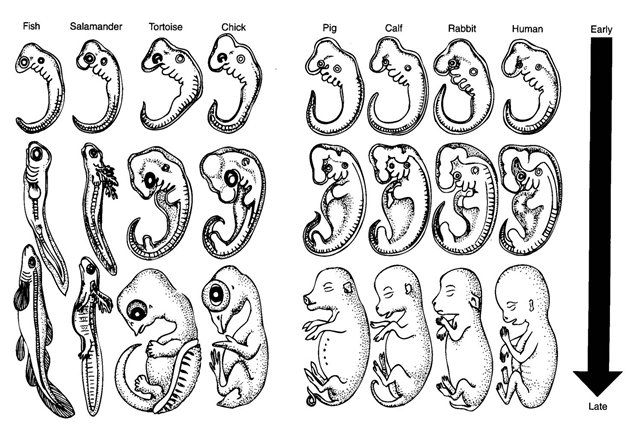 Fish Salamander Tortoise Chick Pig Calf Rabbit Human Early
Late